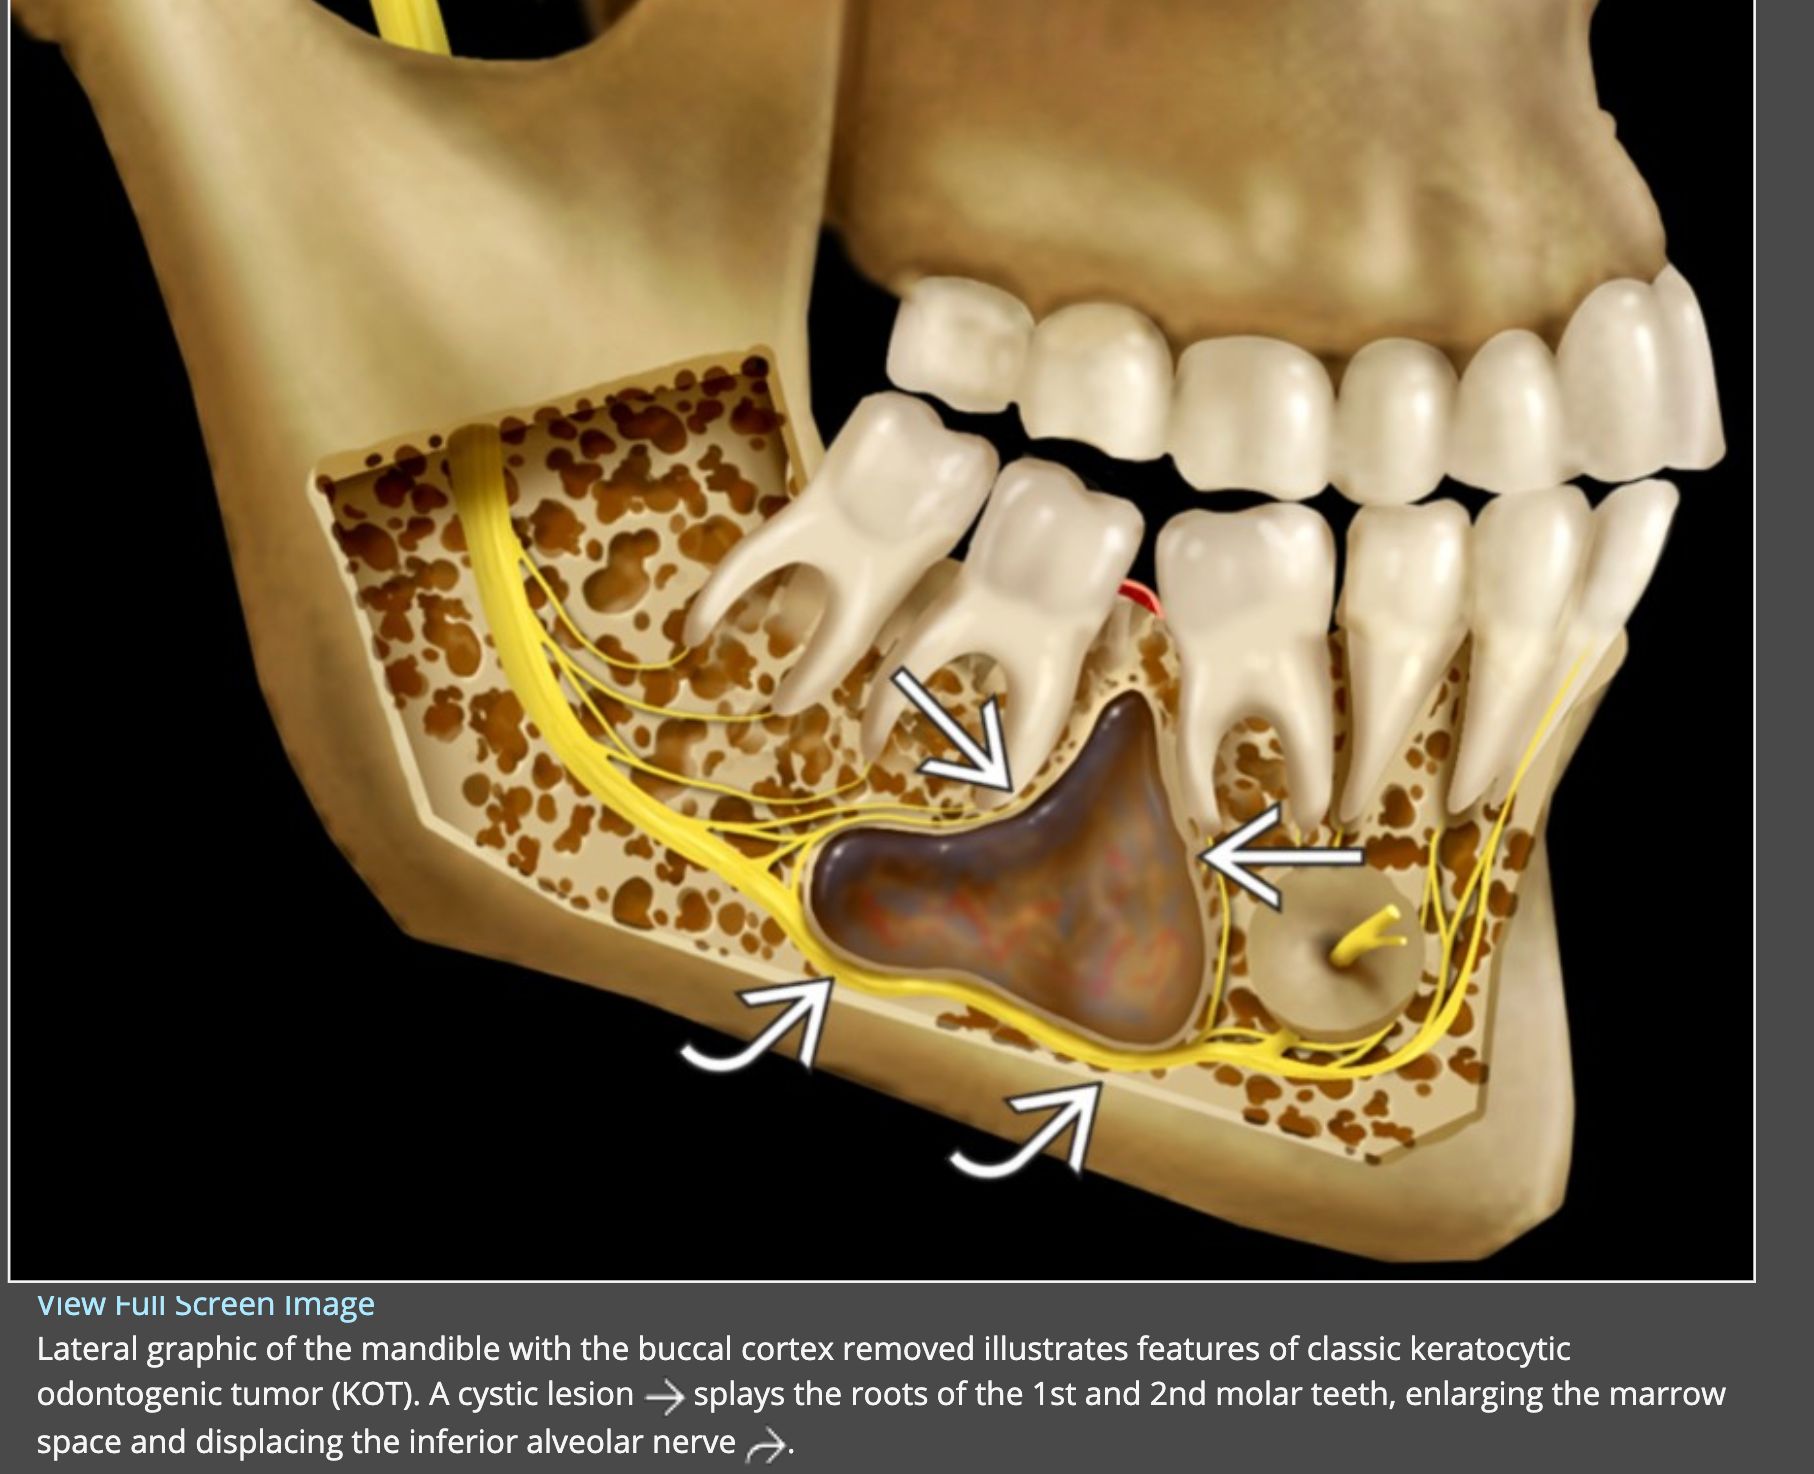 View Full Screen Image
Lateral graphic of the mandible with the buccal cortex removed illustrates features of classic keratocytic
odontogenic tumor (KOT). A cystic lesion → splays the roots of the 1st and 2nd molar teeth, enlarging the marrow
space and displacing the inferior alveolar nerve ↷.